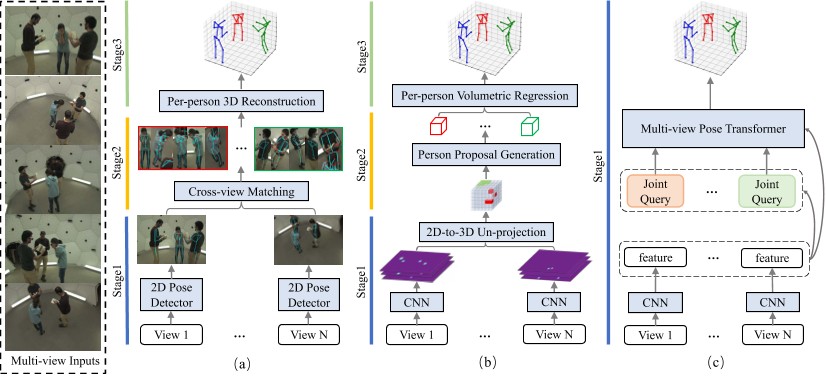 Multi-view Inputs
Stage3
Stage2
Stage1
Per-person 3D Reconstruction
...
Cross-view Matching
2D Pose
Detector
2D Pose
Detector
View 1
...
View N
(a)
Stage3
Stage2
Stage1
Per-person Volumetric Regression
...
Person Proposal Generation
2D-to-3D Un-projection
CNN
CNN
View 1
...
View N
(b)
Stage1
Multi-view Pose Transformer
Joint
Query
...
Joint
Query
feature
...
feature
CNN
CNN
View 1
...
View N
(c)